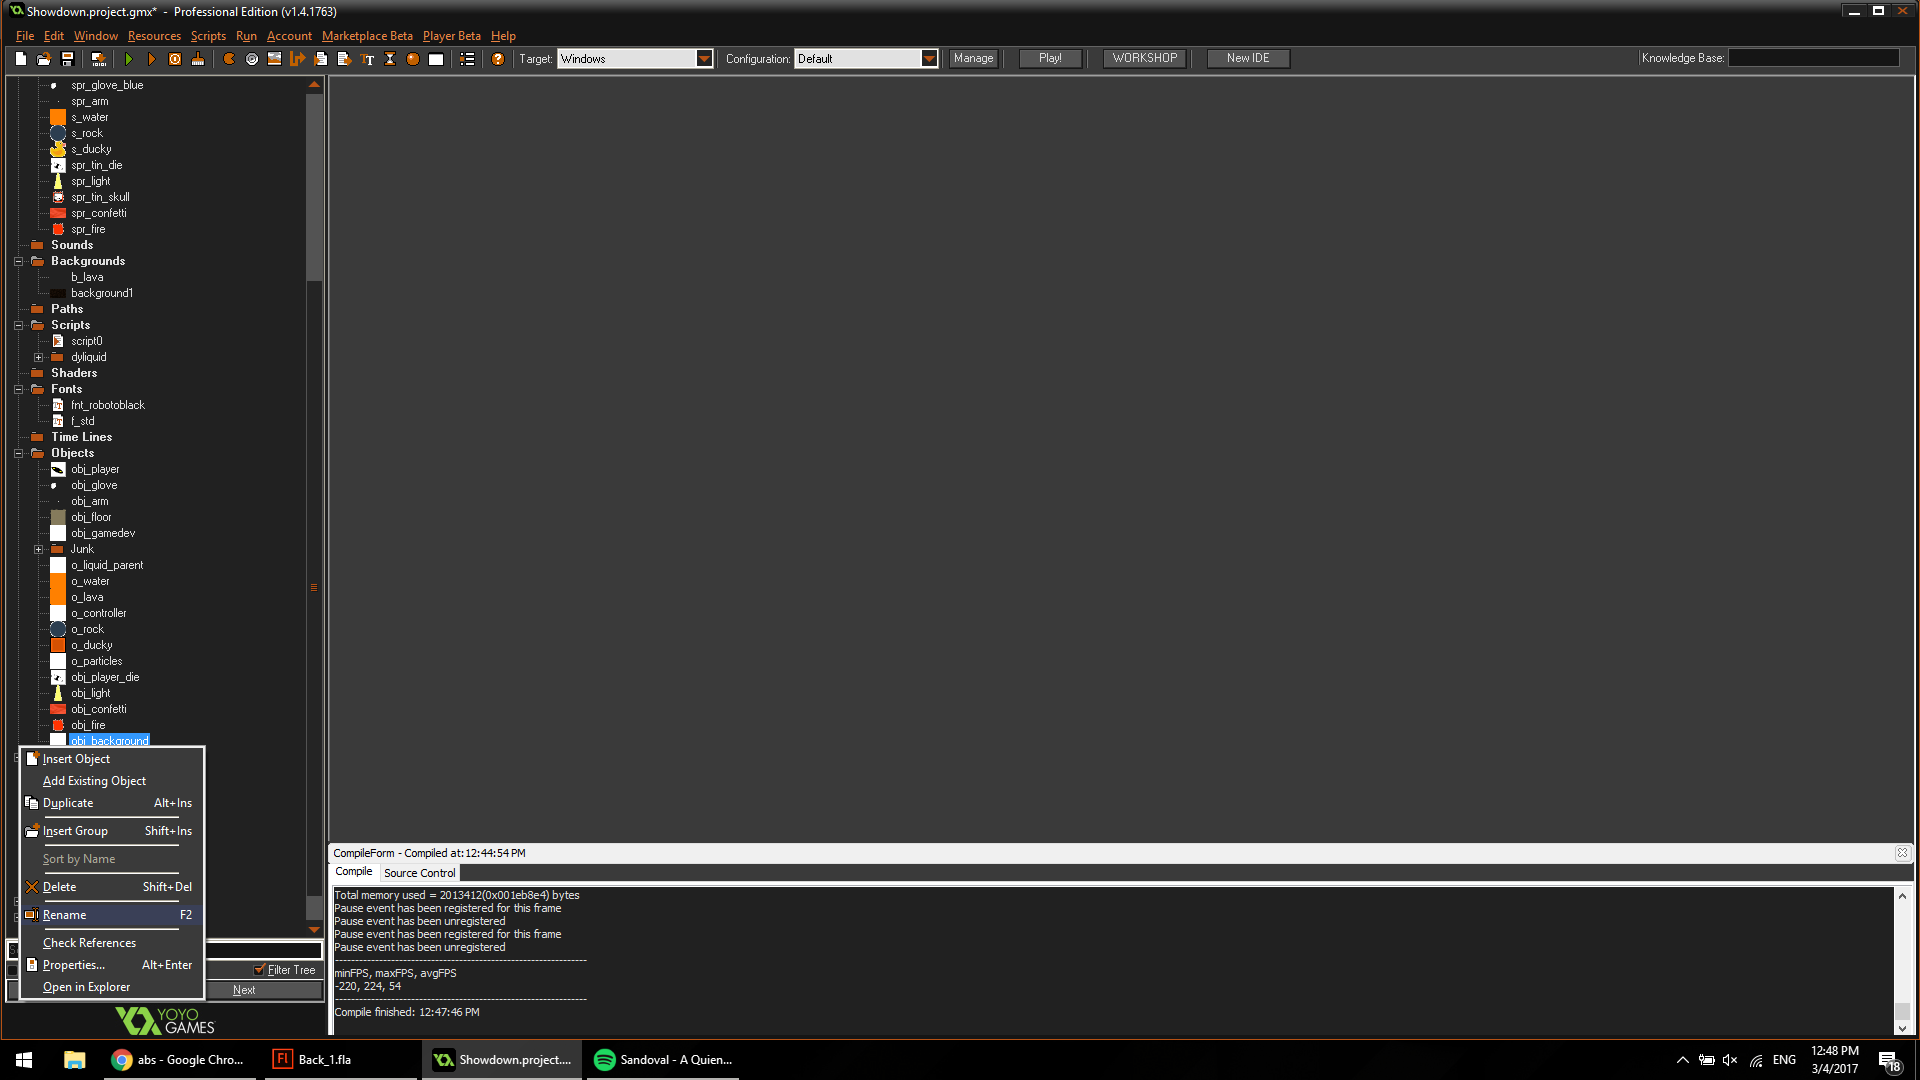 Showdown.project.gmx* - Professional Edition (v1.4.1763)
File Edit Window Resources Scripts Run Account Marketplace Beta Player Beta Help
Target: Windows Configuration: Default Manage Play! WORKSHOP New IDE Knowledge Base:
spr_glove_blue
spr_arm
s_water
s_rock
s_ducky
spr_tin_die
spr_light
spr_tin_skull
spr_confetti
spr_fire
Sounds
Backgrounds
b_lava
background1
Paths
Scripts
script0
dyliquid
Shaders
Fonts
fnt_robotoblack
f_std
Time Lines
Objects
obj_player
obj_glove
obj_arm
obj_floor
obj_gamedev
Junk
o_liquid_parent
o_water
o_lava
o_controller
o_rock
o_ducky
o_particles
obj_player_die
obj_light
obj_confetti
obj_fire
obj_background
Insert Object
Add Existing Object
Duplicate Alt+Ins
Insert Group Shift+Ins
Sort by Name
Delete Shift+Del
Rename F2
Check References
Properties... Alt+Enter
Open in Explorer
Filter Tree
Next
YOYO
GAMES
CompileForm - Compiled at:12:44:54 PM
Compile Source Control
Total memory used = 2013412(0x001eb8e4) bytes
Pause event has been registered for this frame
Pause event has been unregistered
Pause event has been registered for this frame
Pause event has been unregistered
minFPS, maxFPS, avgFPS
-220, 224, 54
Compile finished: 12:47:46 PM
abs - Google Chro... Back_1.fla Showdown.project.... Sandoval - A Quien... ENG 12:48 PM
3/4/2017
18